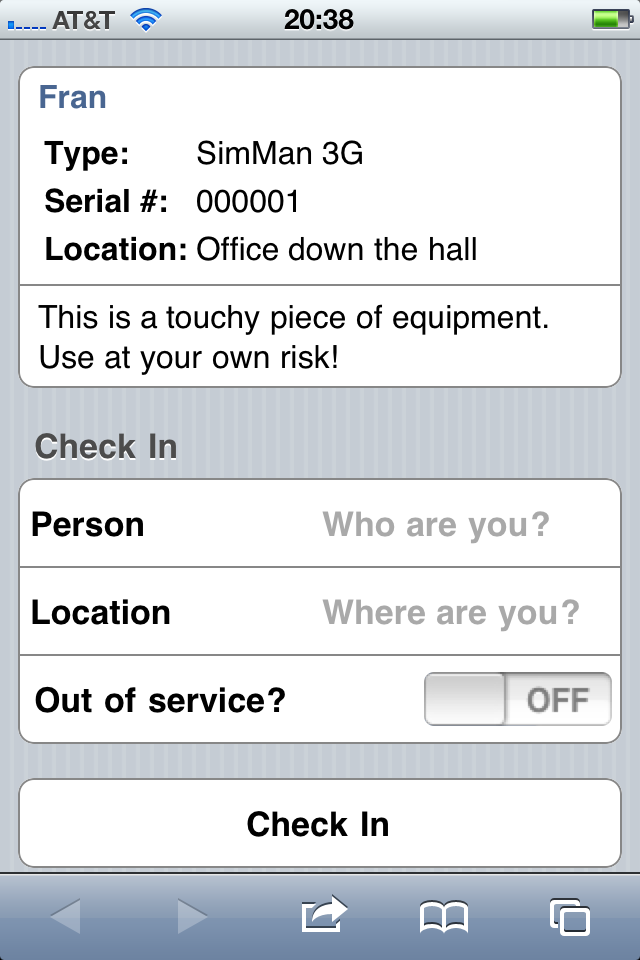 AT&T 20:38
Fran
Type: SimMan 3G
Serial #: 000001
Location: Office down the hall
This is a touchy piece of equipment.
Use at your own risk!
Check In
Person Who are you?
Location Where are you?
Out of service? OFF
Check In